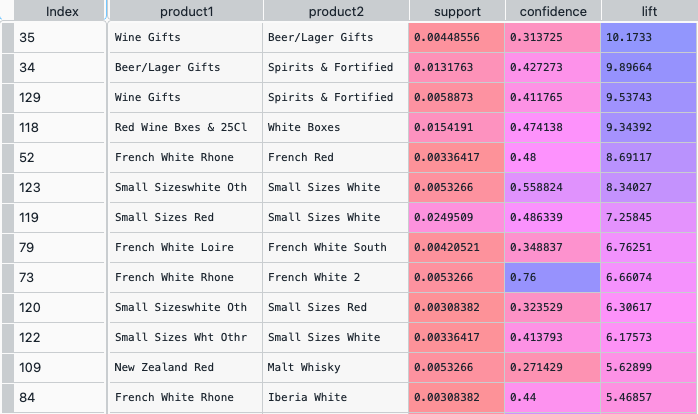 Index product1 product2 support confidence lift
35 Wine Gifts Beer/Lager Gifts 0.00448556 0.313725 10.1733
34 Beer/Lager Gifts Spirits & Fortified 0.0131763 0.427273 9.89664
129 Wine Gifts Spirits & Fortified 0.0058873 0.411765 9.53743
118 Red Wine Bxes & 25Cl White Boxes 0.0154191 0.474138 9.34392
52 French White Rhone French Red 0.00336417 0.48 8.69117
123 Small Sizeswhite Oth Small Sizes White 0.0053266 0.558824 8.34027
119 Small Sizes Red Small Sizes White 0.0249509 0.486339 7.25845
79 French White Loire French White South 0.00420521 0.348837 6.76251
73 French White Rhone French White 2 0.0053266 0.76 6.66074
120 Small Sizeswhite Oth Small Sizes Red 0.00308382 0.323529 6.30617
122 Small Sizes Wht Othr Small Sizes White 0.00336417 0.413793 6.17573
109 New Zealand Red Malt Whisky 0.0053266 0.271429 5.62899
84 French White Rhone Iberia White 0.00308382 0.44 5.46857